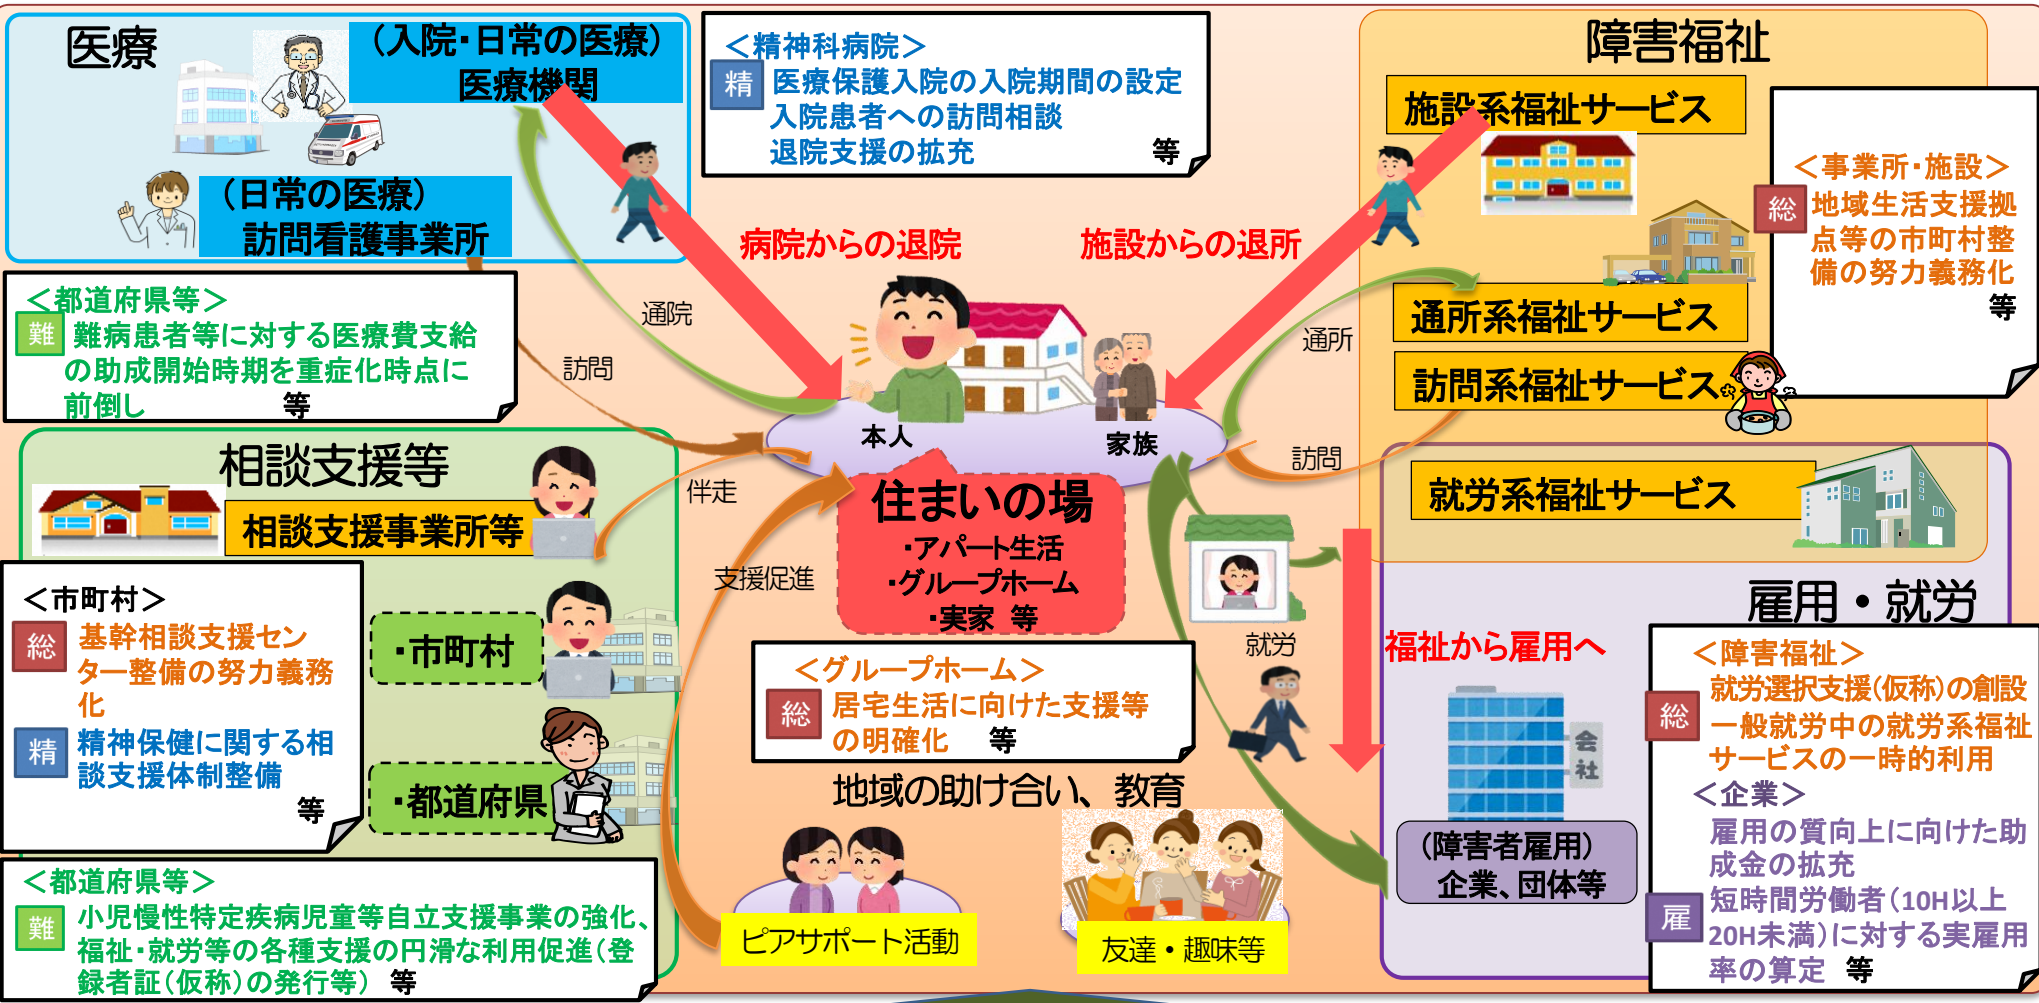 医療
(入院・日常の医療)
医療機関
(日常の医療)
訪問看護事業所
＜精神科病院＞
精 医療保護入院の入院期間の設定
入院患者への訪問相談
退院支援の拡充 等
障害福祉
施設系福祉サービス
＜事業所・施設＞
総 地域生活支援拠
点等の市町村整
備の努力義務化
等
通所系福祉サービス
訪問系福祉サービス
就労系福祉サービス
病院からの退院
施設からの退所
通院
訪問
通所
訪問
＜都道府県等＞
難 難病患者等に対する医療費支給
の助成開始時期を重症化時点に
前倒し 等
本人
家族
相談支援等
相談支援事業所等
伴走
支援促進
住まいの場
・アパート生活
・グループホーム
・実家 等
＜市町村＞
総 基幹相談支援セン
ター整備の努力義務
化
精 精神保健に関する相
談支援体制整備
等
・市町村
・都道府県
＜グループホーム＞
総 居宅生活に向けた支援等
の明確化 等
就労
福祉から雇用へ
雇用・就労
会社
(障害者雇用)
企業、団体等
＜障害福祉＞
就労選択支援(仮称)の創設
総 一般就労中の就労系福祉
サービスの一時的利用
＜企業＞
雇用の質向上に向けた助
成金の拡充
雇 短時間労働者(10H以上
20H未満)に対する実雇用
率の算定 等
地域の助け合い、教育
ピアサポート活動
友達・趣味等
＜都道府県等＞
難 小児慢性特定疾病児童等自立支援事業の強化、
福祉・就労等の各種支援の円滑な利用促進(登
録者証(仮称)の発行等) 等